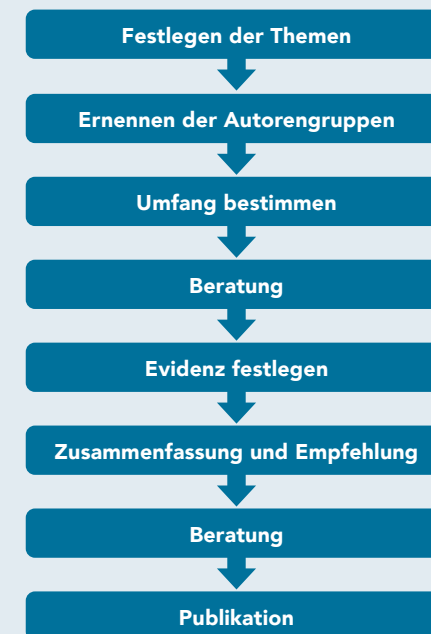 Festlegen der Themen
Ernennen der Autorengruppen
Umfang bestimmen
Beratung
Evidenz festlegen
Zusammenfassung und Empfehlung
Beratung
Publikation